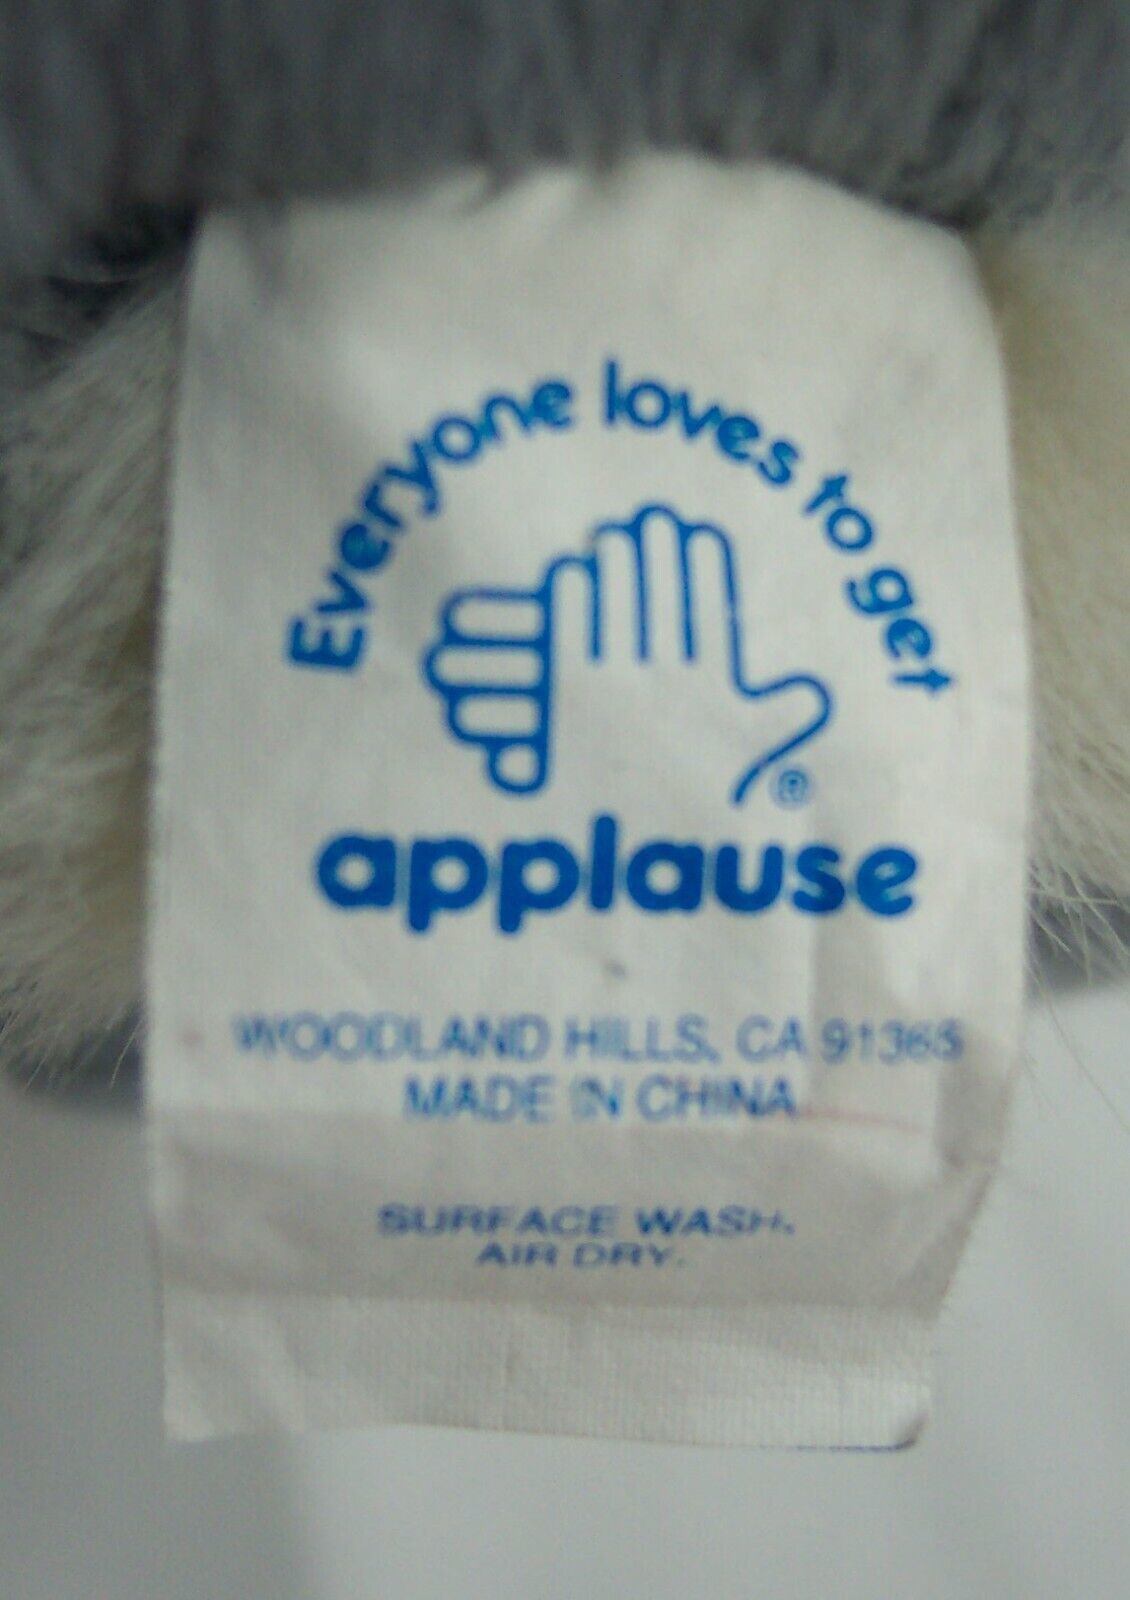 Everyone loves to get
®
applause
WOODLAND HILLS, CA 91365
MADE IN CHINA
SURFACE WASH.
AIR DRY.